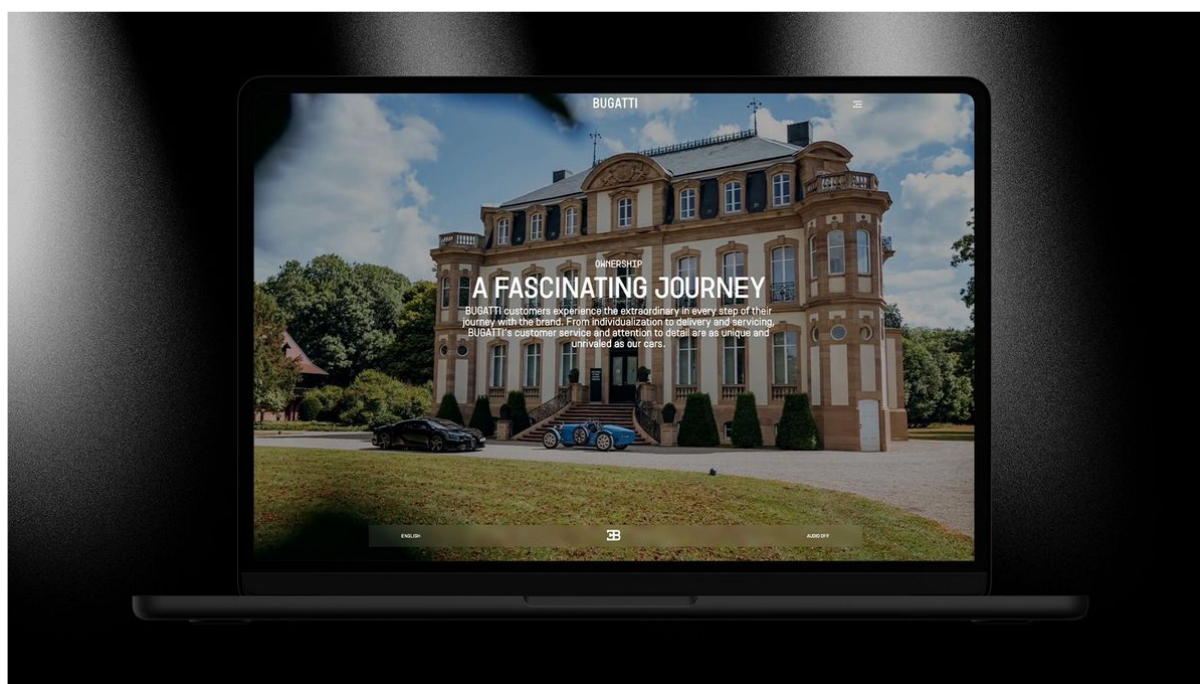 BUGATTI
OWNERSHIP
A FASCINATING JOURNEY
BUGATTI customers experience the extraordinary in every step of their
journey with the brand. From individualization to delivery and servicing,
BUGATTI's customer service and attention to detail are as unique and
unrivaled as our cars.
ENGLISH
EB
AUDIO OFF